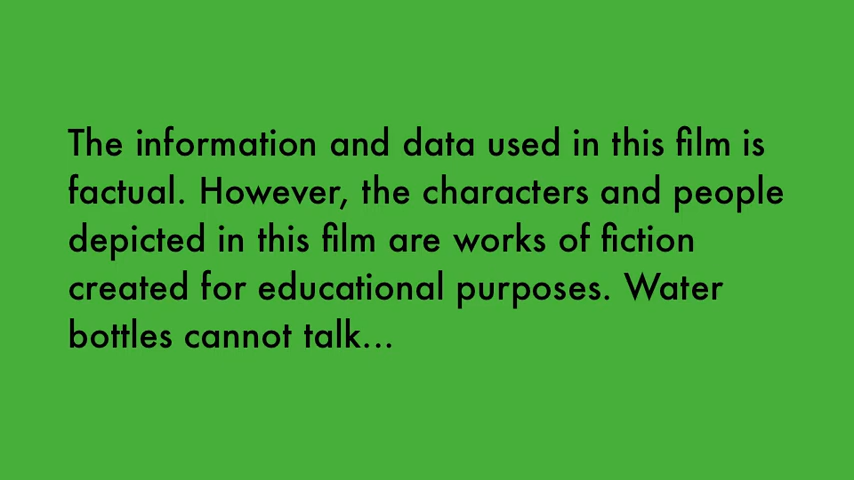 The information and data used in this film is
factual. However, the characters and people
depicted in this film are works of fiction
created for educational purposes. Water
bottles cannot talk...